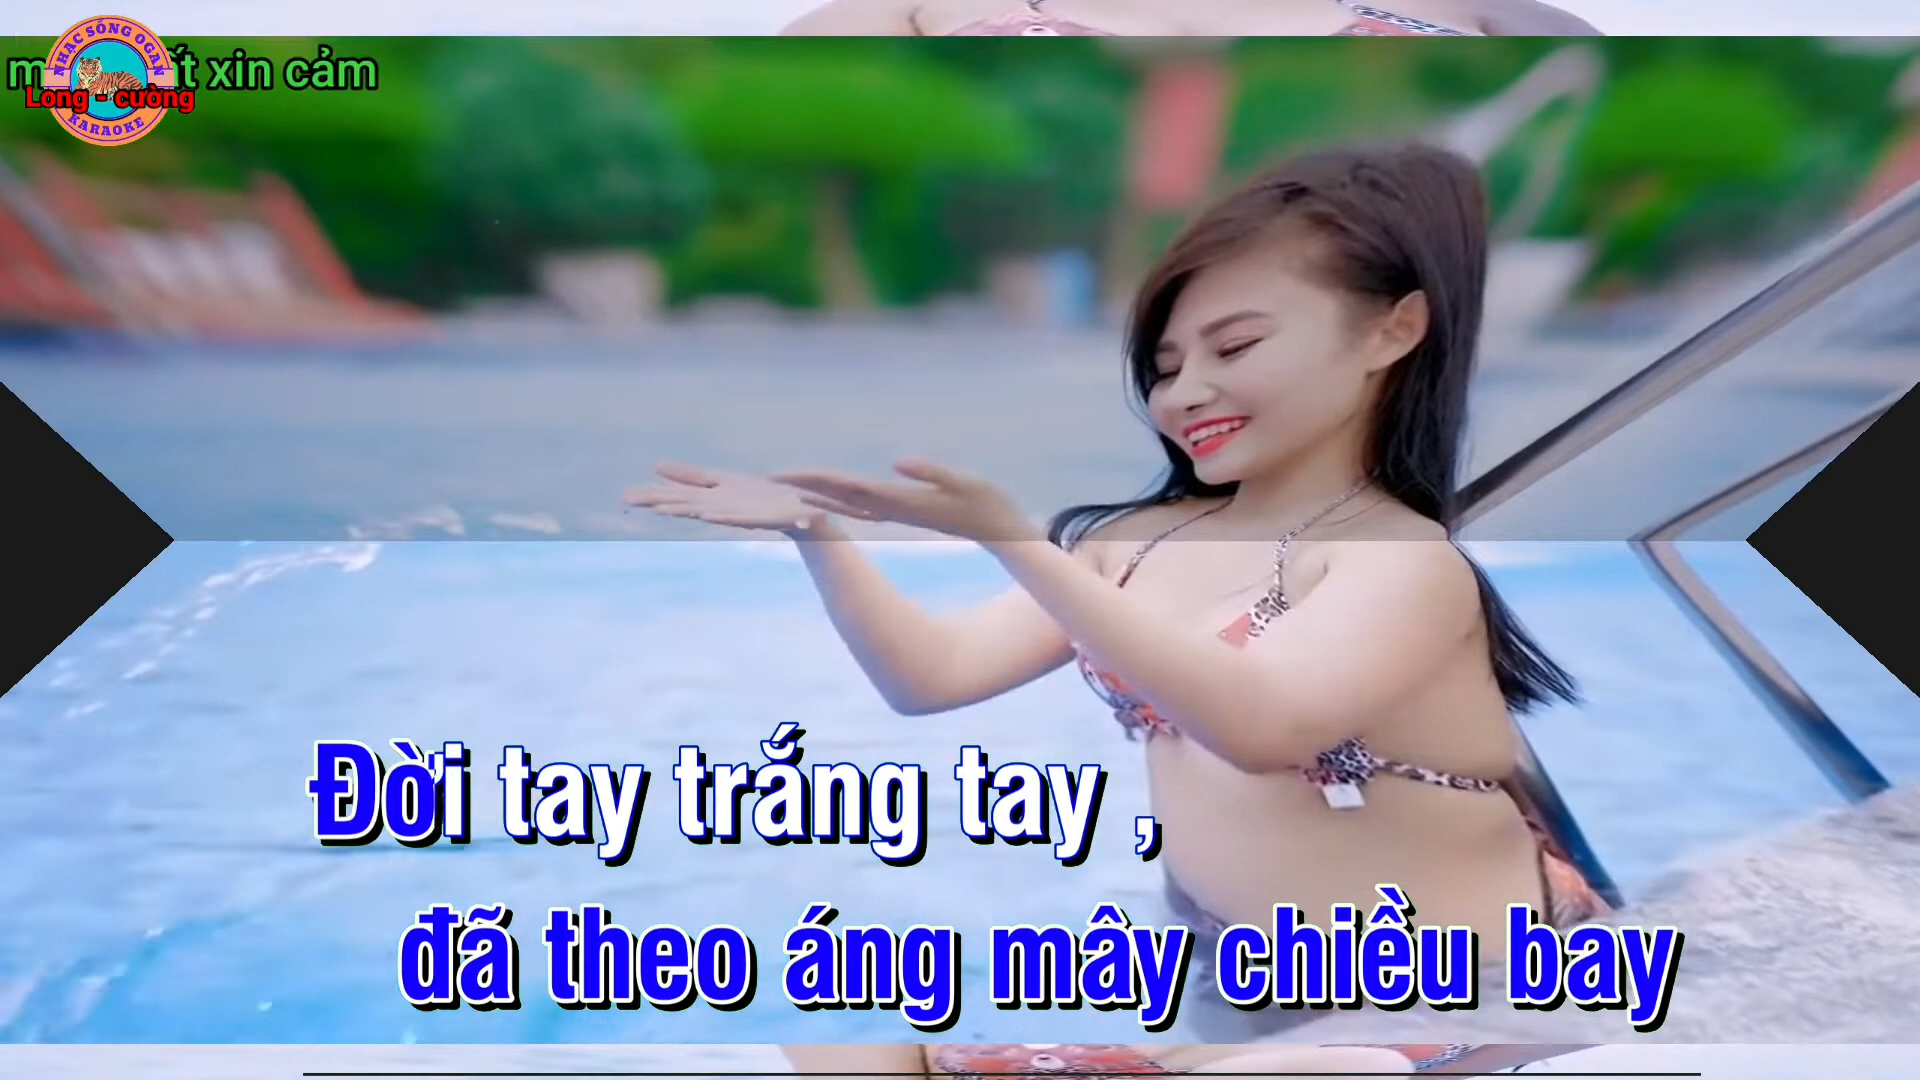 xin cảm
NHẠC SỐNG OGAN
Long - cường
KARAOKE
Đời tay trắng tay ,
đã theo áng mây chiều bay